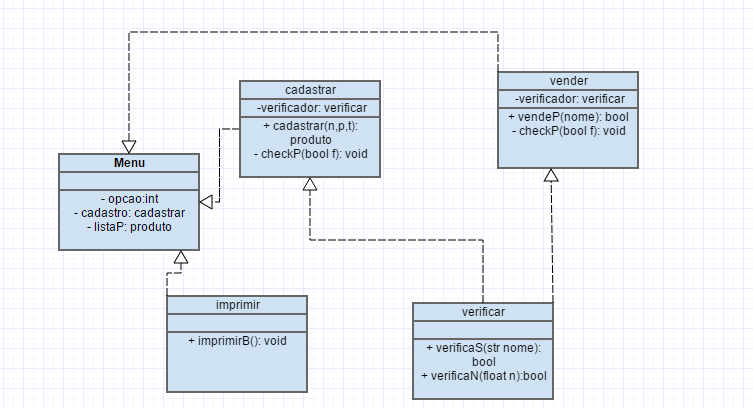 cadastrar
-verificador: verificar
+ cadastrar(n,p,t):
produto
- checkP(bool f): void
vender
-verificador: verificar
+ vendeP(nome): bool
- checkP(bool f): void
Menu
- opcao:int
- cadastro: cadastrar
- listaP: produto
imprimir
+ imprimirB(): void
verificar
+ verificaS(str nome):
bool
+ verificaN(float n):bool